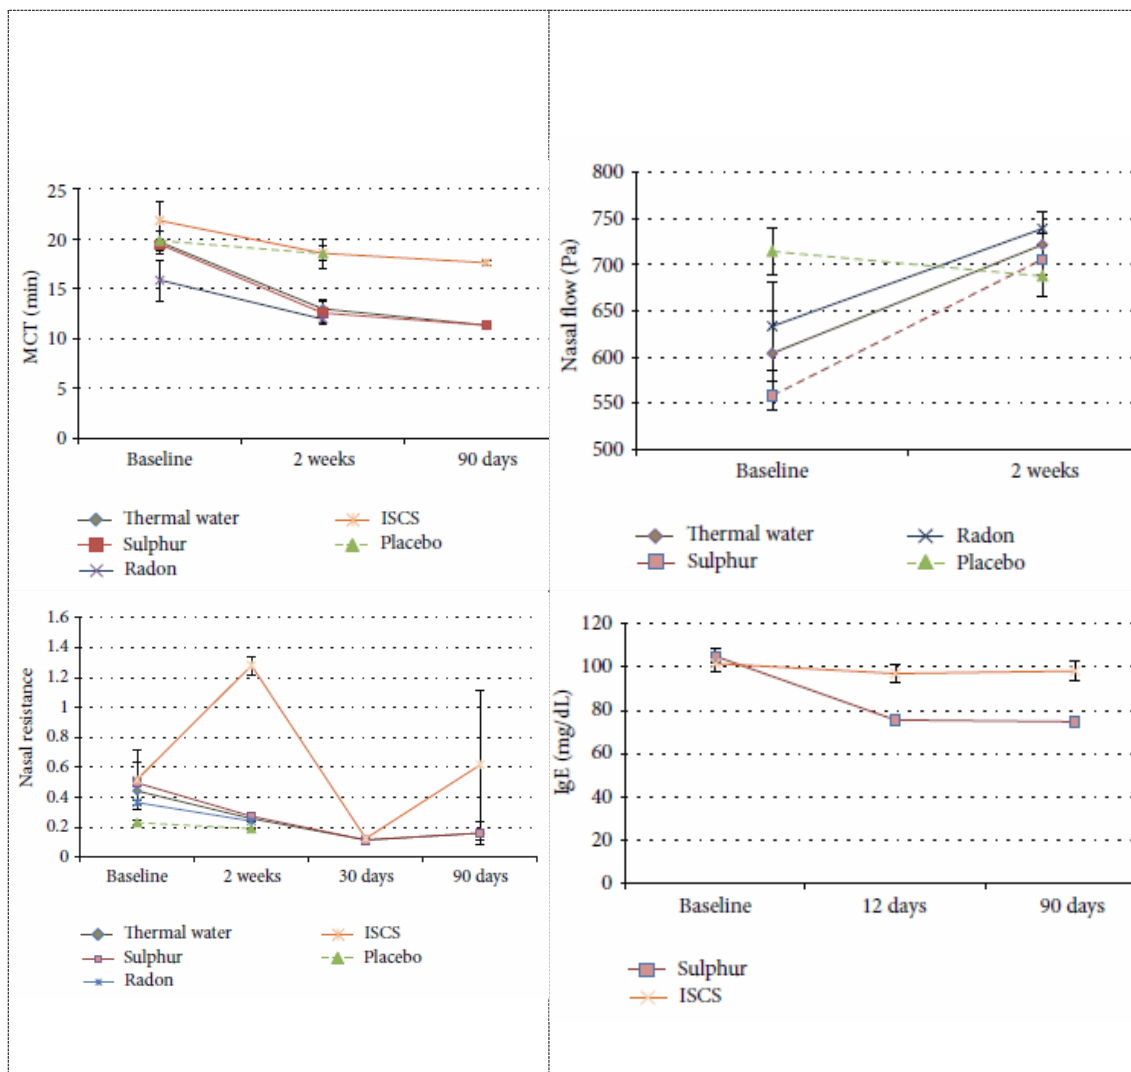 MCT (min)
25
20
15
10
5
0
Baseline 2 weeks 90 days
Thermal water ISCS
Sulphur Placebo
Radon
Nasal flow (Pa)
800
750
700
650
600
550
500
Baseline 2 weeks
Thermal water Radon
Sulphur Placebo
Nasal resistance
1.6
1.4
1.2
1
0.8
0.6
0.4
0.2
0
Baseline 2 weeks 30 days 90 days
Thermal water ISCS
Sulphur Placebo
Radon
IgE (mg/dL)
120
100
80
60
40
20
0
Baseline 12 days 90 days
Sulphur
ISCS